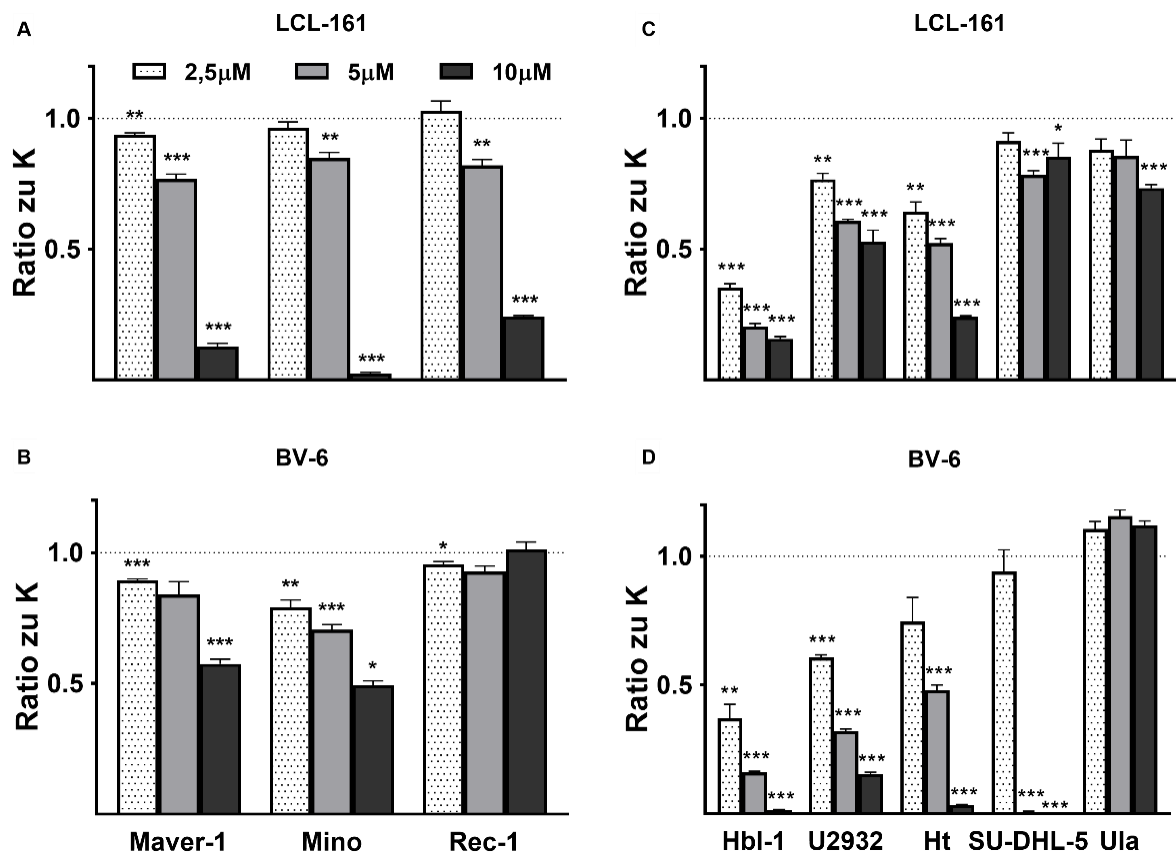 A
LCL-161
2,5µM 5µM 10µM
1.0
0.5
Ratio zu K
** *** *** ** *** ** ***
B
BV-6
1.0
0.5
Ratio zu K
*** *** ** *** * *
Maver-1 Mino Rec-1
C
LCL-161
1.0
0.5
Ratio zu K
*** *** *** ** *** *** ** *** *** *** * ***
D
BV-6
1.0
0.5
Ratio zu K
** *** *** *** *** *** *** *** *** ***
Hbl-1 U2932 Ht SU-DHL-5 Ula